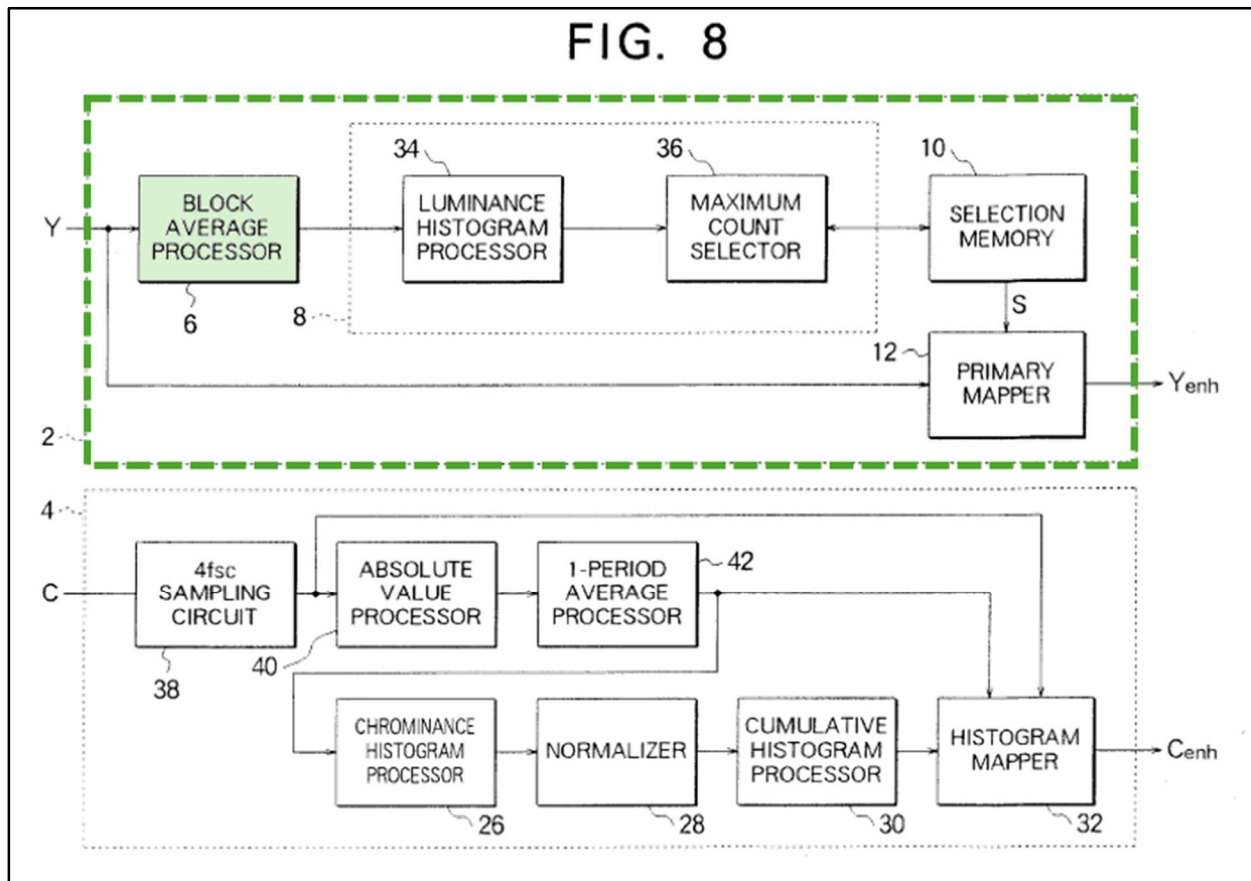 FIG. 8
34
36
10
Y
BLOCK
AVERAGE
PROCESSOR
LUMINANCE
HISTOGRAM
PROCESSOR
MAXIMUM
COUNT
SELECTOR
SELECTION
MEMORY
6
8
S
12
PRIMARY
MAPPER
Yenh
2
4
C
4fsc
SAMPLING
CIRCUIT
ABSOLUTE
VALUE
PROCESSOR
1-PERIOD
AVERAGE
PROCESSOR
42
38
40
CHROMINANCE
HISTOGRAM
PROCESSOR
NORMALIZER
CUMULATIVE
HISTOGRAM
PROCESSOR
HISTOGRAM
MAPPER
Cenh
26
28
30
32